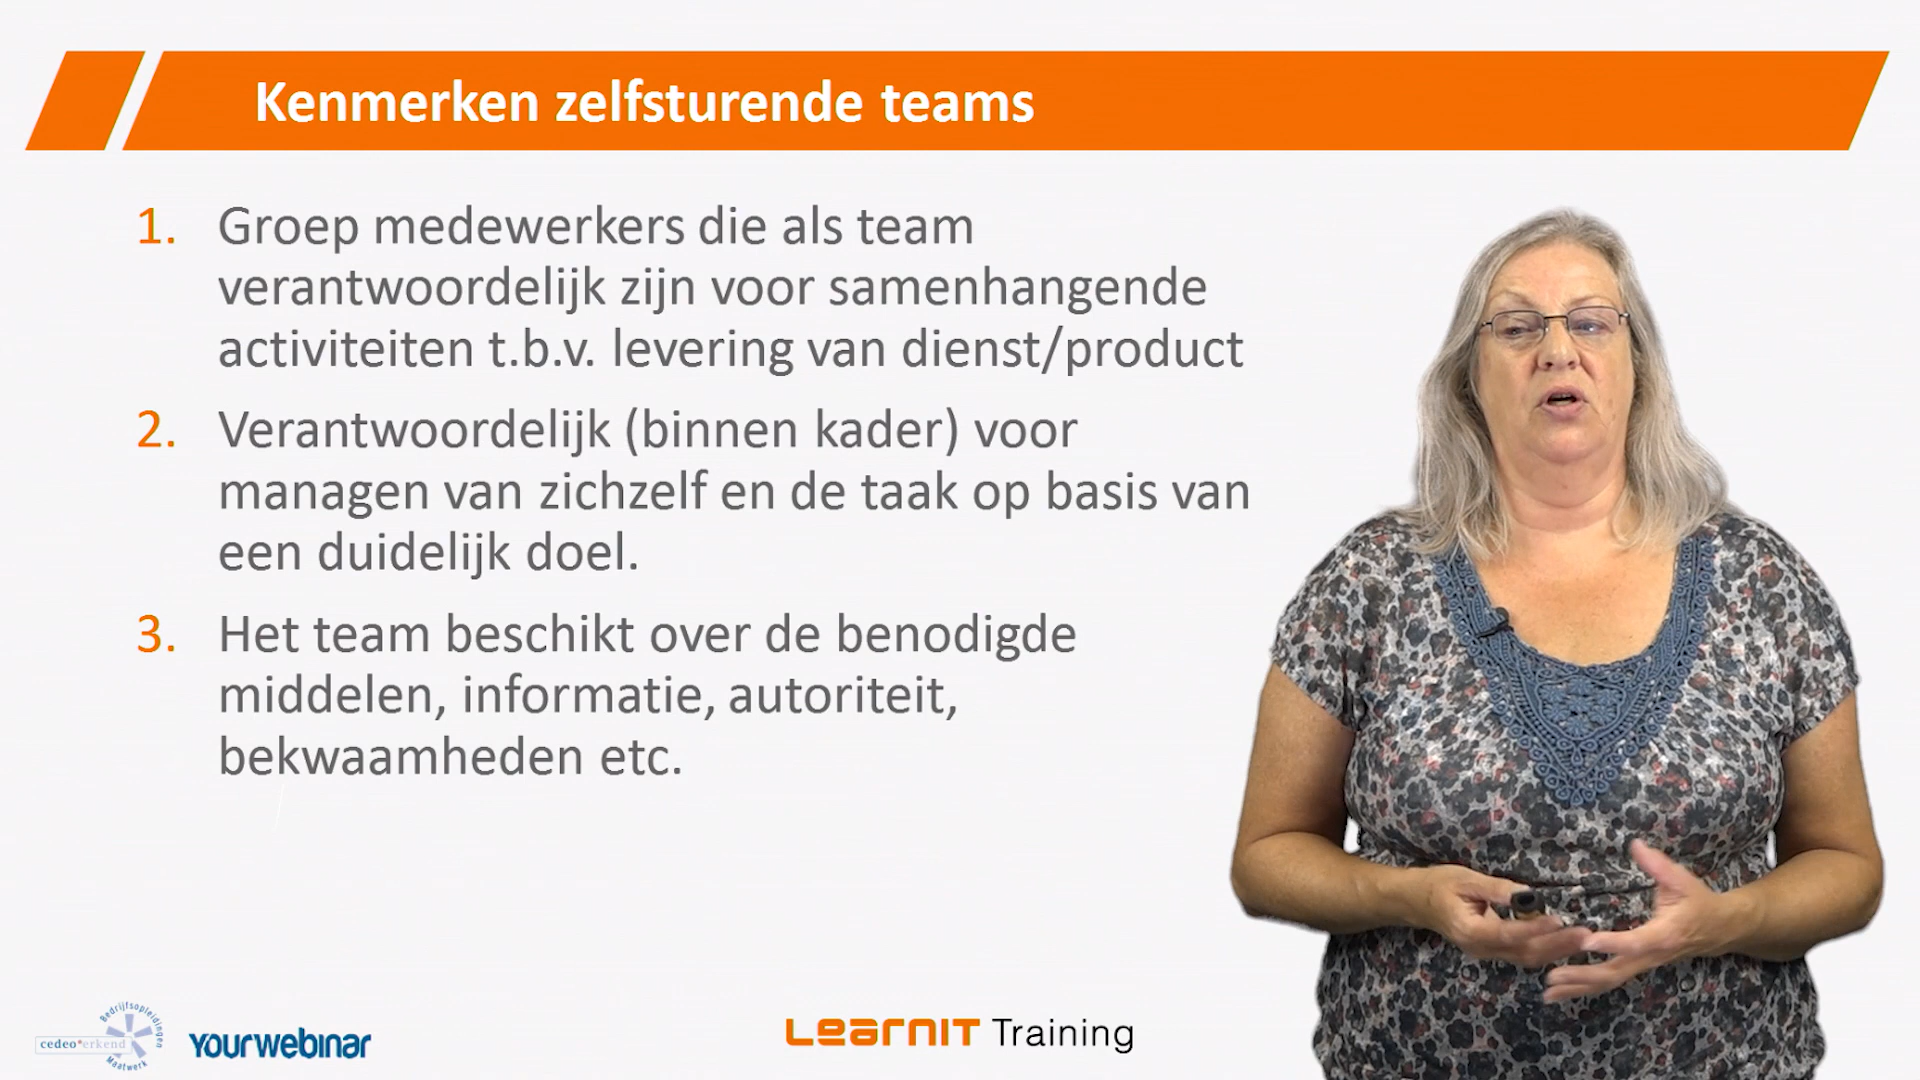 Kenmerken zelfsturende teams
1. Groep medewerkers die als team
verantwoordelijk zijn voor samenhangende
activiteiten t.b.v. levering van dienst/product
2. Verantwoordelijk (binnen kader) voor
managen van zichzelf en de taak op basis van
een duidelijk doel.
3. Het team beschikt over de benodigde
middelen, informatie, autoriteit,
bekwaamheden etc.
Bedrijfsopleidingen
cedeo*erkend
Maatwerk
YOURWEBINAR
LearnIT Training